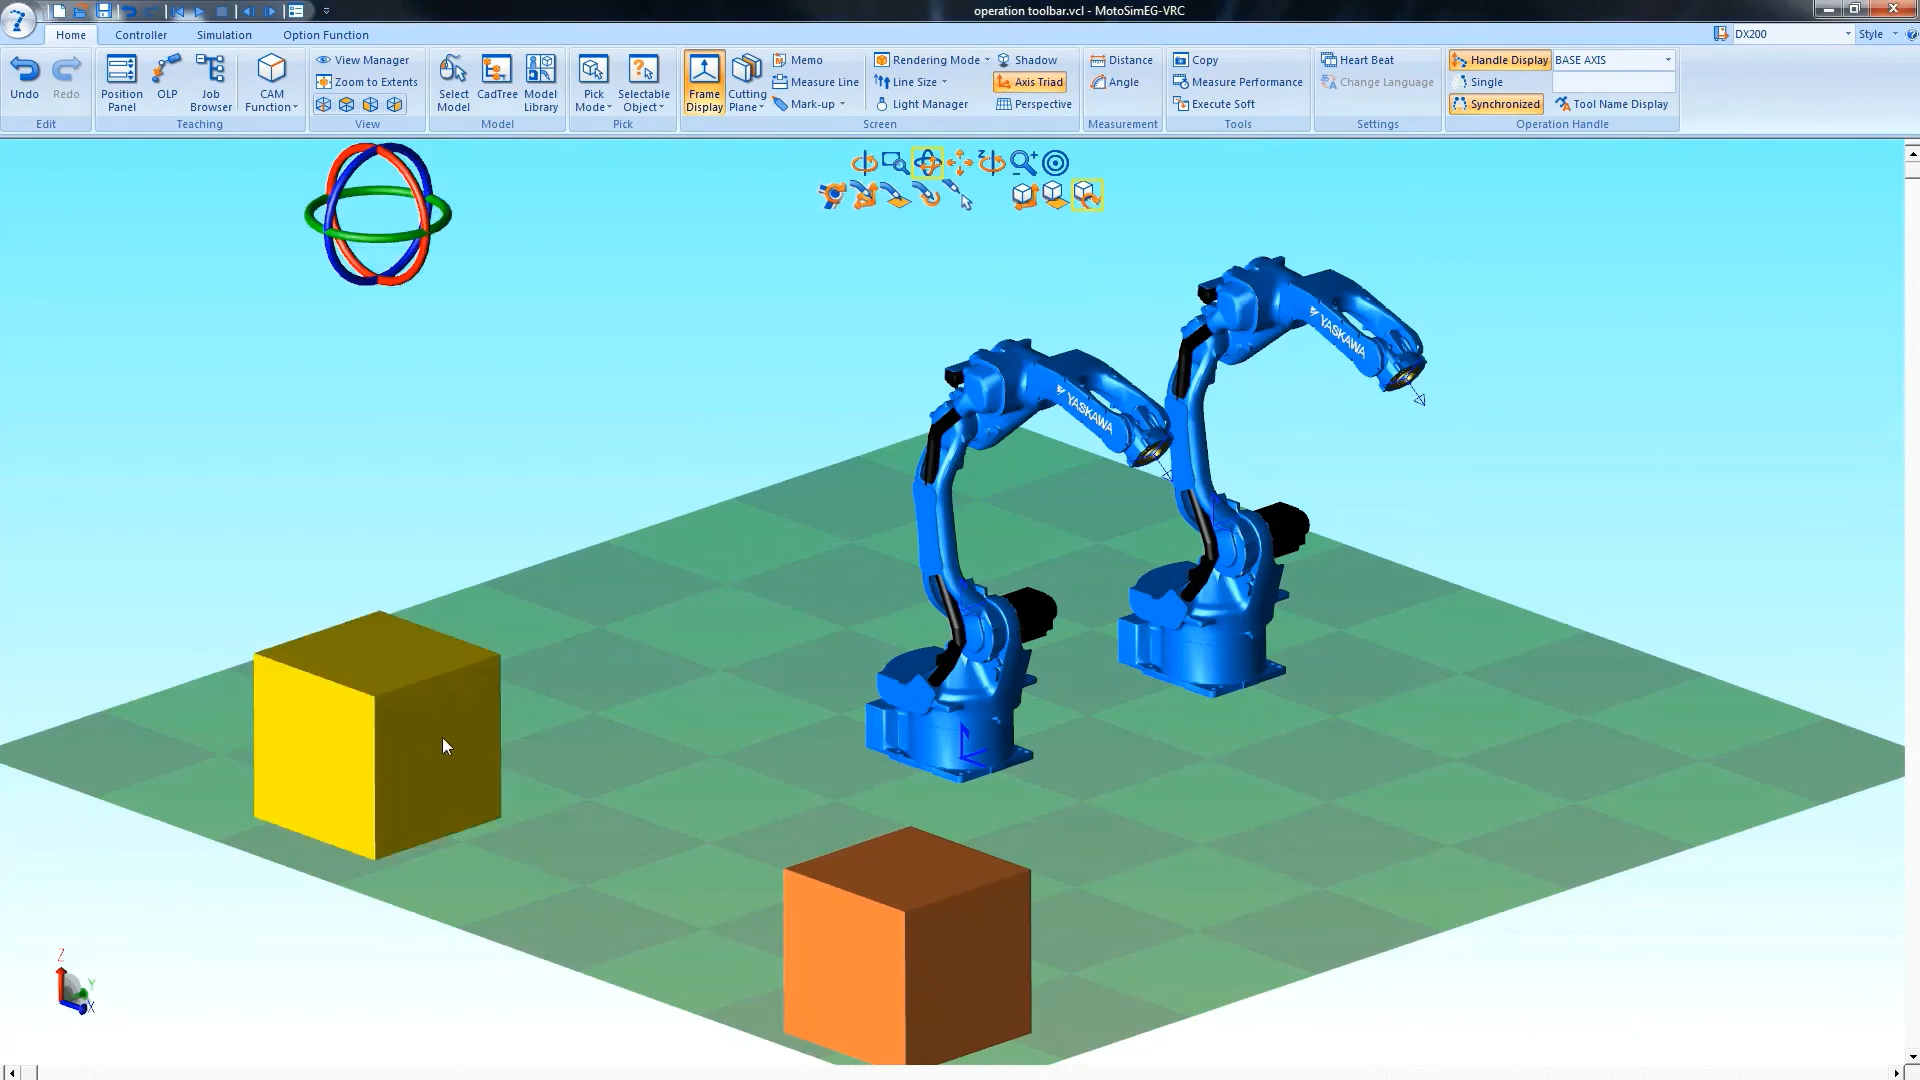 operation toolbar.vcl - MotoSimEG-VRC
Home Controller Simulation Option Function
DX200 Style
Undo Redo
Edit
Position Panel
OLP
Job Browser
CAM Function
Teaching
View Manager
Zoom to Extents
View
Select Model
CadTree
Model Library
Model
Pick Mode
Selectable Object
Pick
Frame Display
Cutting Plane
Memo
Measure Line
Mark-up
Rendering Mode
Line Size
Light Manager
Shadow
Axis Triad
Perspective
Screen
Distance
Angle
Measurement
Copy
Measure Performance
Execute Soft
Tools
Heart Beat
Change Language
Settings
Handle Display BASE AXIS
Single
Synchronized Tool Name Display
Operation Handle
Z
YASKAWA
YASKAWA
Z
Y
X